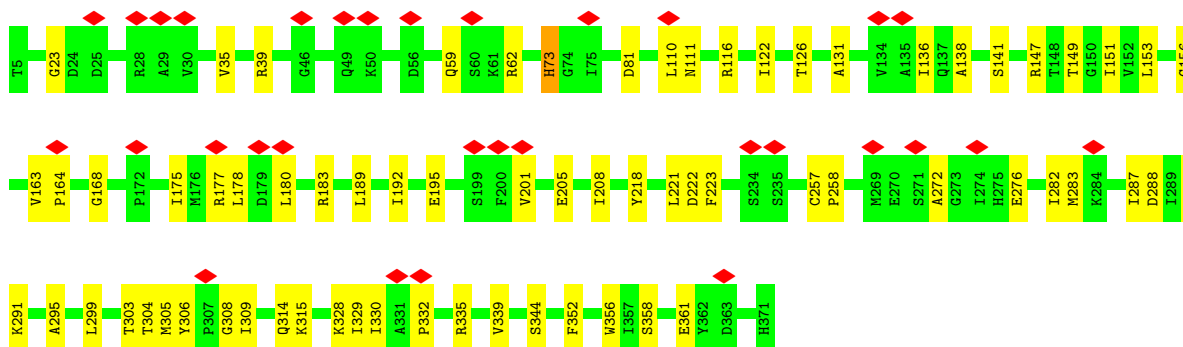 T5 G23 D24 D25 R28 A29 V30 V35 R39 G46 Q49 K50 D56 Q59 S60 K61 R62 H73 G74 I75 D81 L110 N111 R116 I122 T126 A131 V134 A135 I136 Q137 A138 S141 R147 T148 T149 G150 I151 V152 L153
V163 P164 G168 P172 I175 M176 R177 L178 D179 L180 R183 L189 I192 E195 S199 F200 V201 E205 I208 Y218 L221 D222 F223 S234 S235 C257 P258 M269 E270 S271 A272 G273 I274 H275 E276 I282 M283 K284 I287 D288 I289
K291 A295 L299 T303 T304 M305 Y306 P307 G308 I309 Q314 K315 K328 I329 I330 A331 P332 R335 V339 S344 F352 W356 I357 S358 E361 Y362 D363 H371